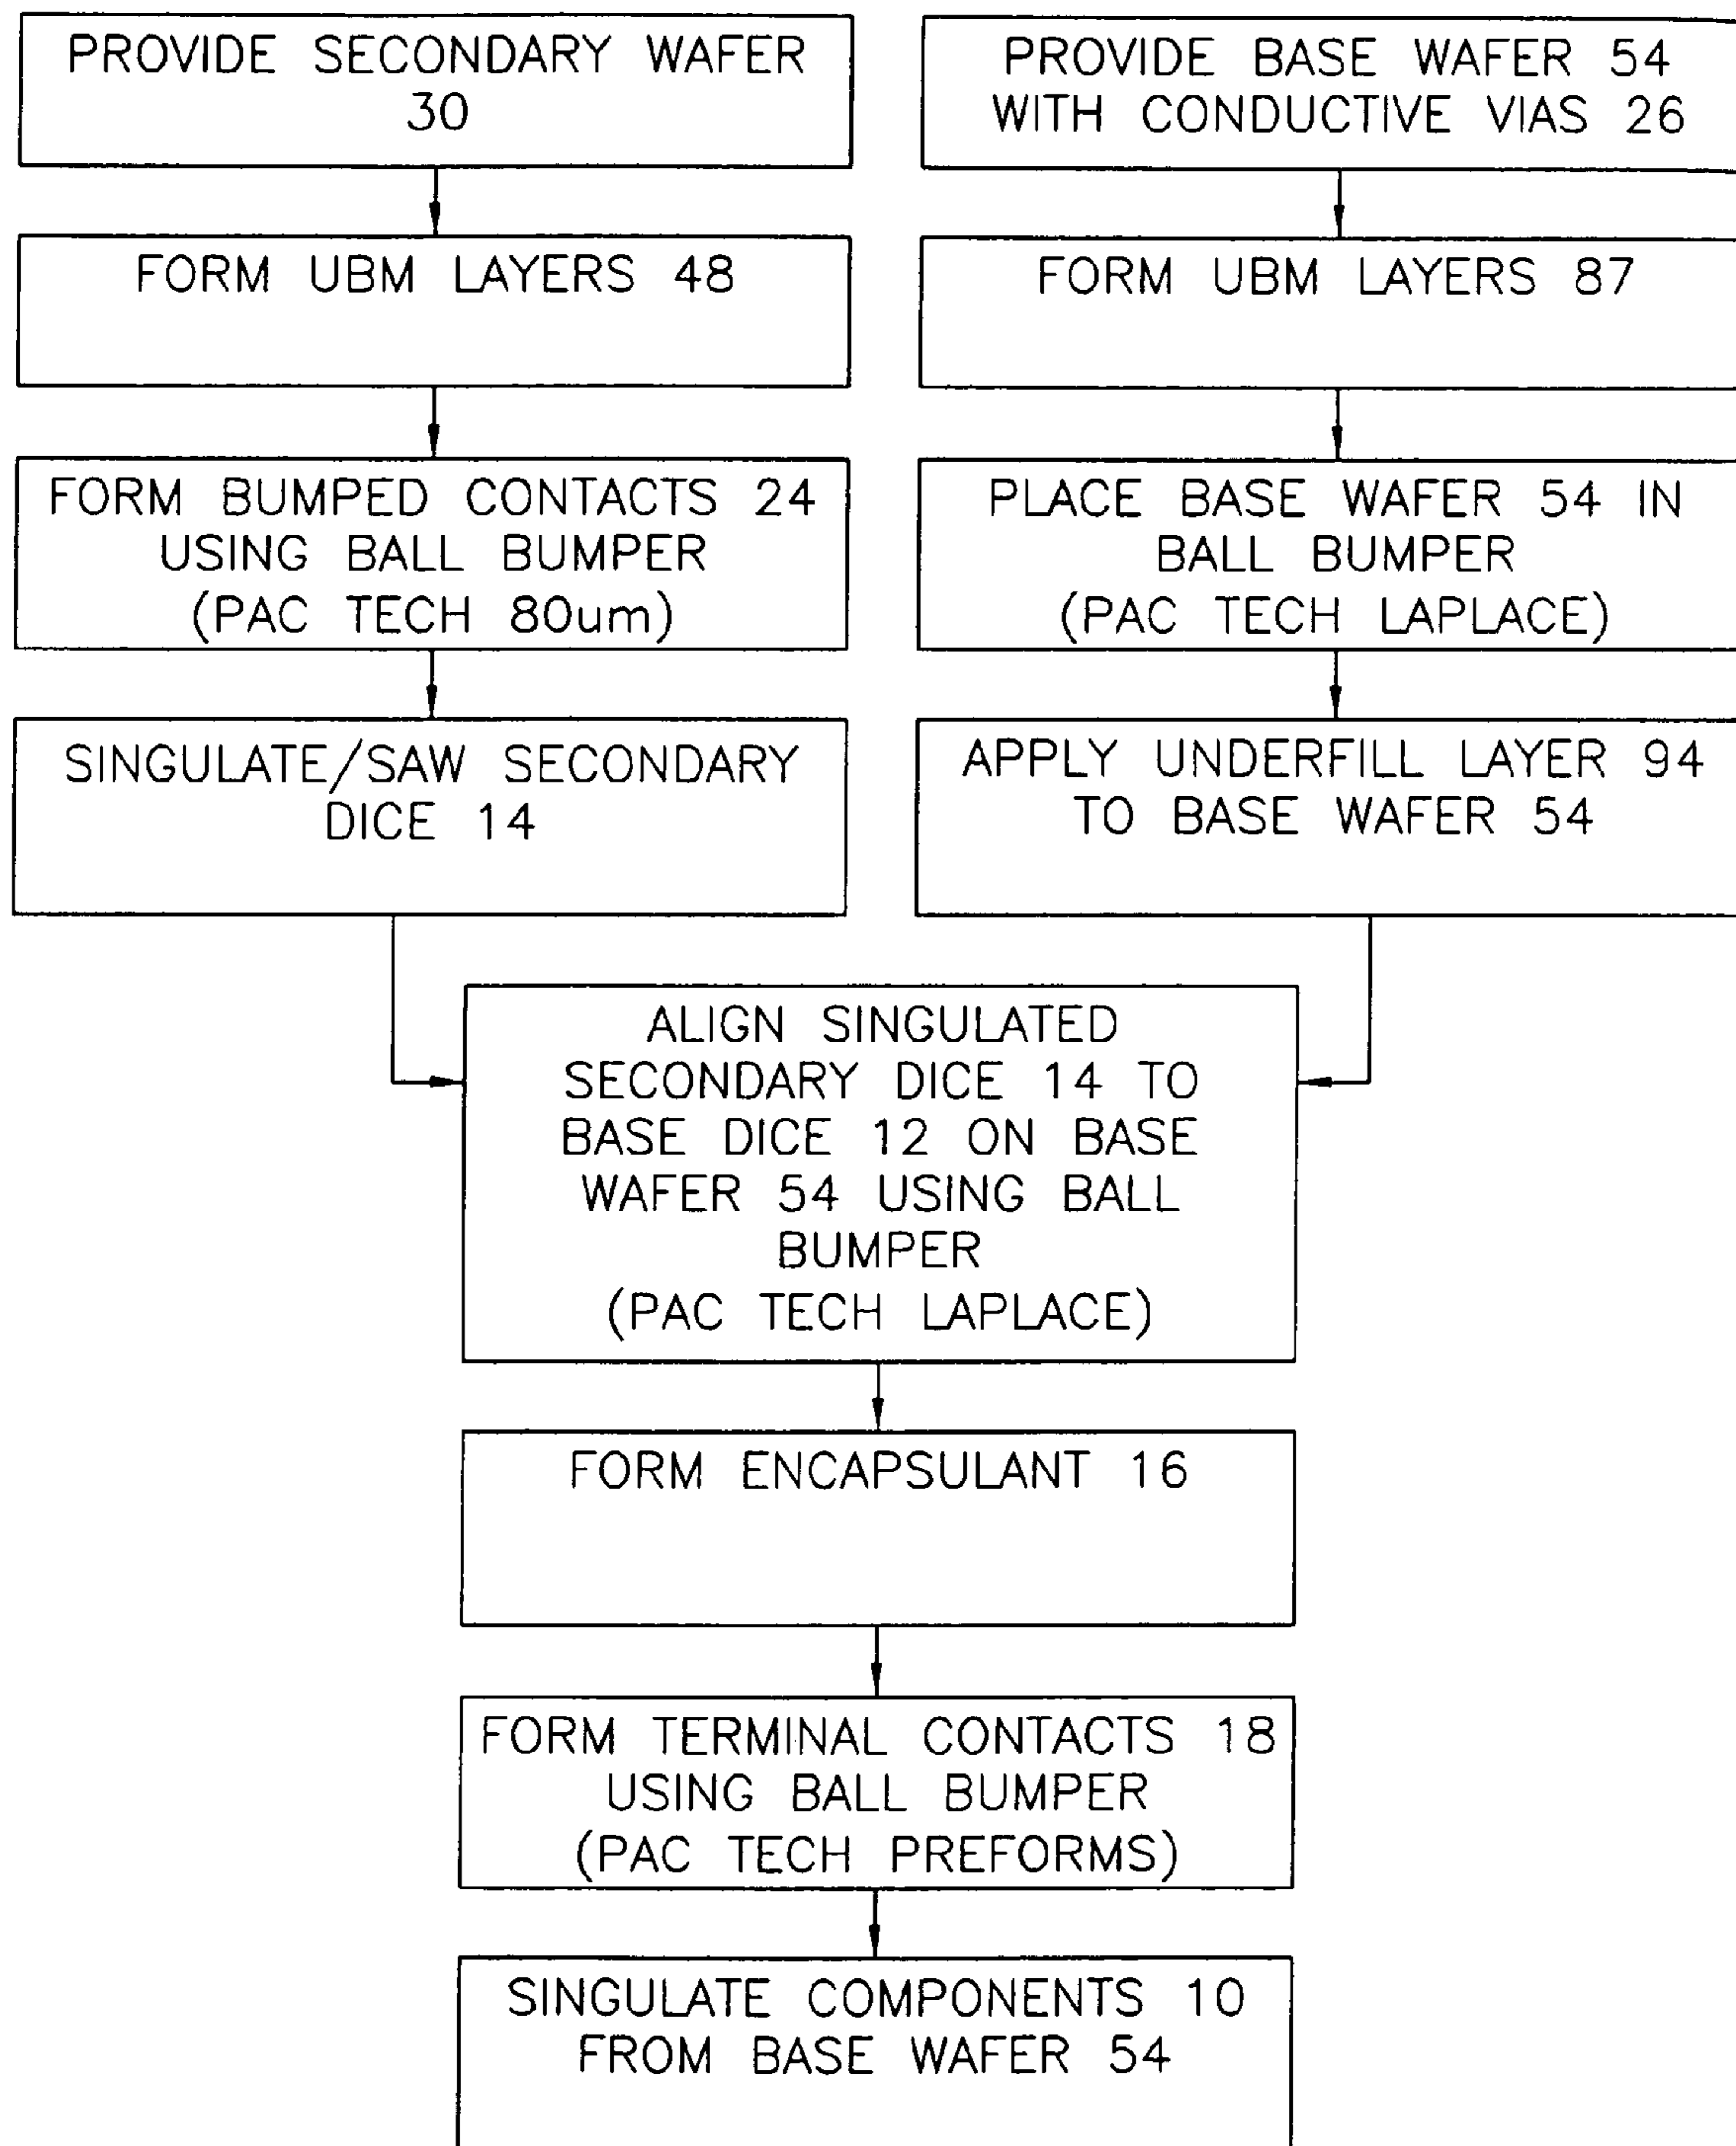 PROVIDE SECONDARY WAFER
30
FORM UBM LAYERS 48
FORM BUMPED CONTACTS 24
USING BALL BUMPER
(PAC TECH 80um)
SINGULATE/SAW SECONDARY
DICE 14
PROVIDE BASE WAFER 54
WITH CONDUCTIVE VIAS 26
FORM UBM LAYERS 87
PLACE BASE WAFER 54 IN
BALL BUMPER
(PAC TECH LAPLACE)
APPLY UNDERFILL LAYER 94
TO BASE WAFER 54
ALIGN SINGULATED
SECONDARY DICE 14 TO
BASE DICE 12 ON BASE
WAFER 54 USING BALL
BUMPER
(PAC TECH LAPLACE)
FORM ENCAPSULANT 16
FORM TERMINAL CONTACTS 18
USING BALL BUMPER
(PAC TECH PREFORMS)
SINGULATE COMPONENTS 10
FROM BASE WAFER 54